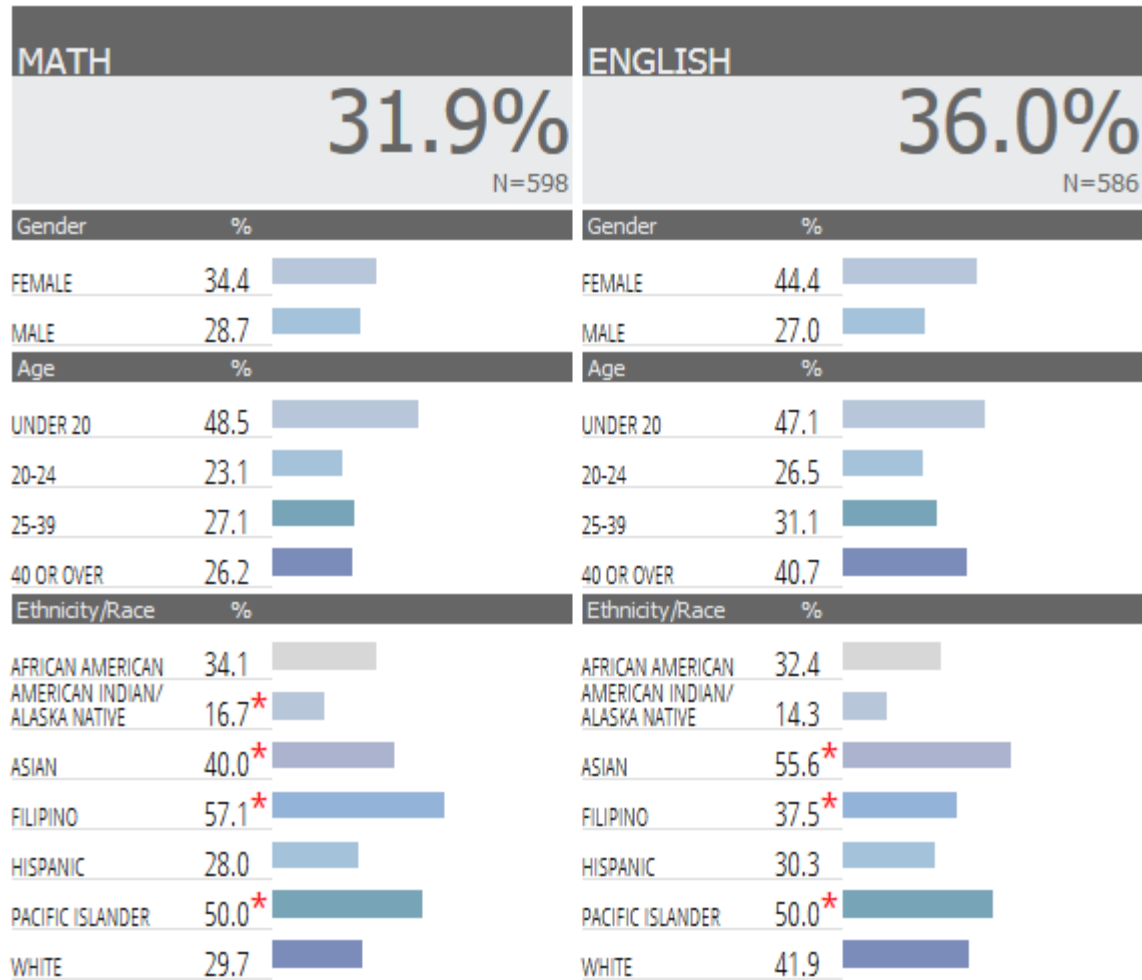 MATH
31.9%
N=598
Gender %
FEMALE 34.4
MALE 28.7
Age %
UNDER 20 48.5
20-24 23.1
25-39 27.1
40 OR OVER 26.2
Ethnicity/Race %
AFRICAN AMERICAN 34.1
AMERICAN INDIAN/
ALASKA NATIVE 16.7*
ASIAN 40.0*
FILIPINO 57.1*
HISPANIC 28.0
PACIFIC ISLANDER 50.0*
WHITE 29.7
ENGLISH
36.0%
N=586
Gender %
FEMALE 44.4
MALE 27.0
Age %
UNDER 20 47.1
20-24 26.5
25-39 31.1
40 OR OVER 40.7
Ethnicity/Race %
AFRICAN AMERICAN 32.4
AMERICAN INDIAN/
ALASKA NATIVE 14.3
ASIAN 55.6*
FILIPINO 37.5*
HISPANIC 30.3
PACIFIC ISLANDER 50.0*
WHITE 41.9